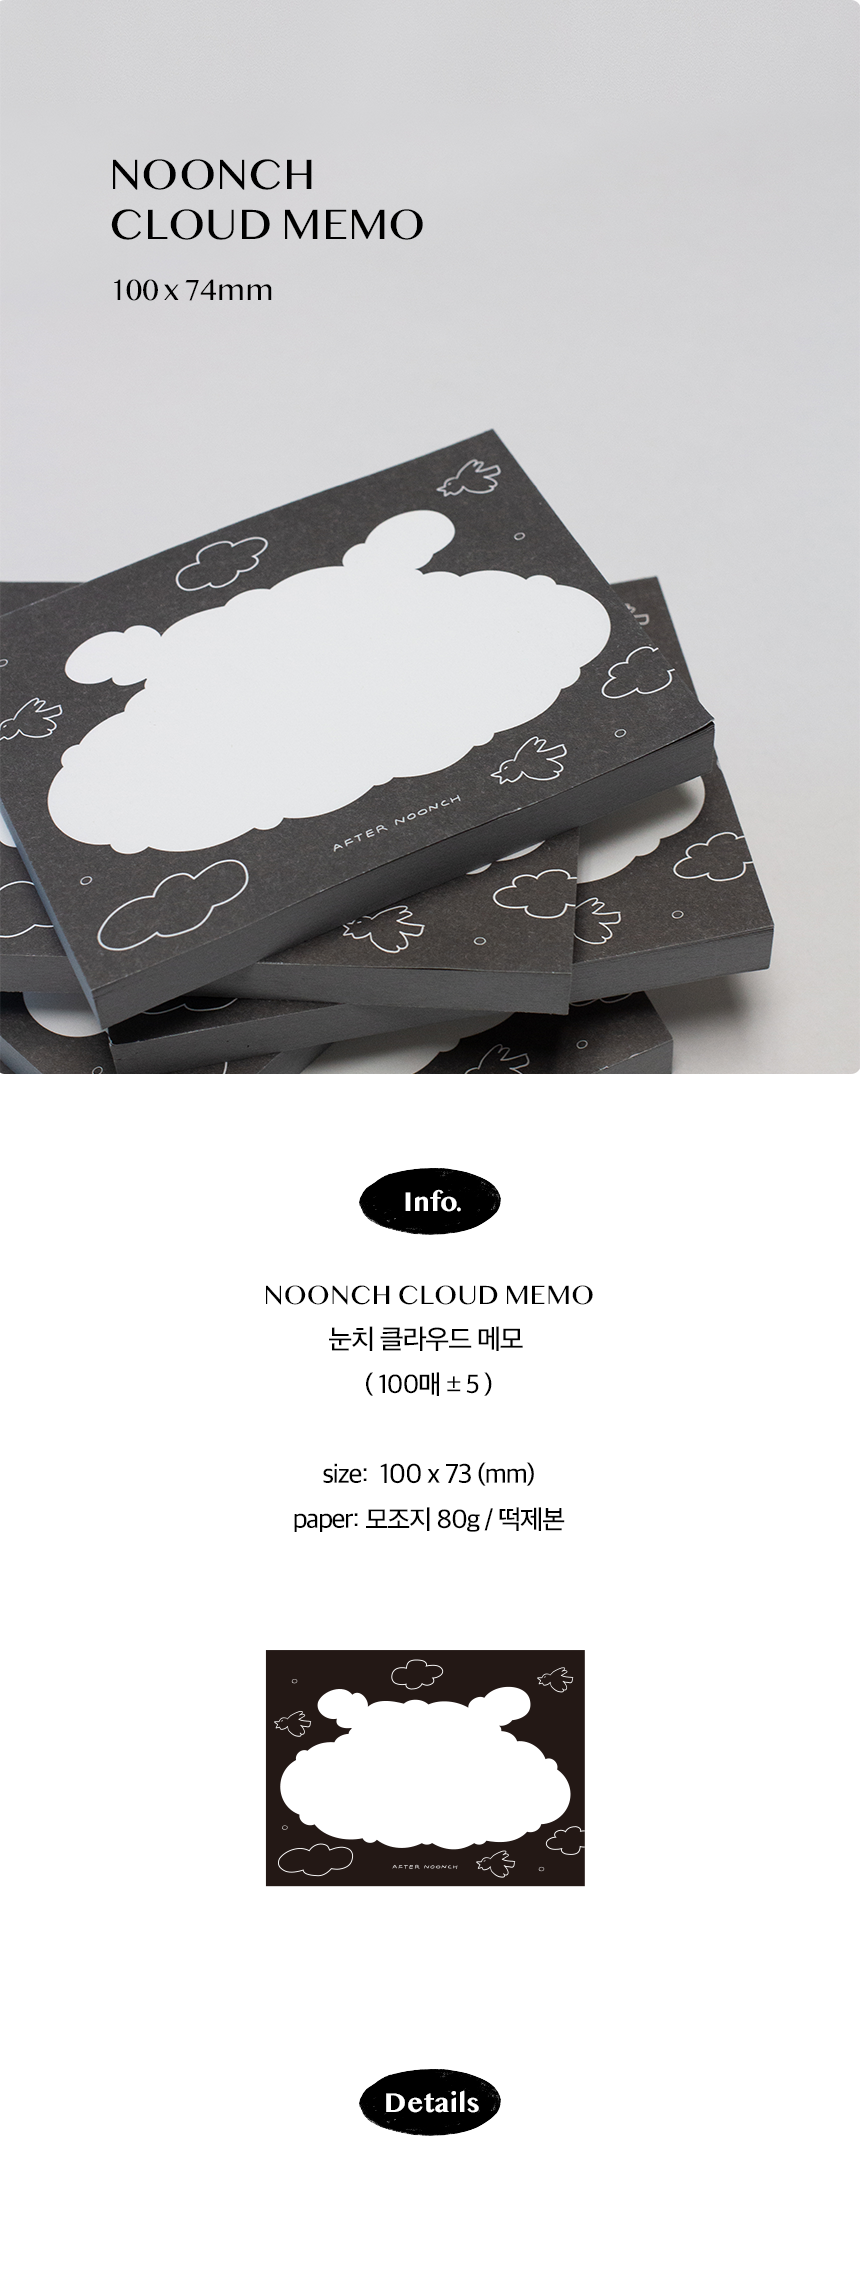 NOONCH
CLOUD MEMO
100 x 74mm
AFTER NOONCH
Info.
NOONCH CLOUD MEMO
눈치 클라우드 메모
( 100매 ± 5 )
size: 100 x 73 (mm)
paper: 모조지 80g / 떡제본
AFTER NOONCH
Details